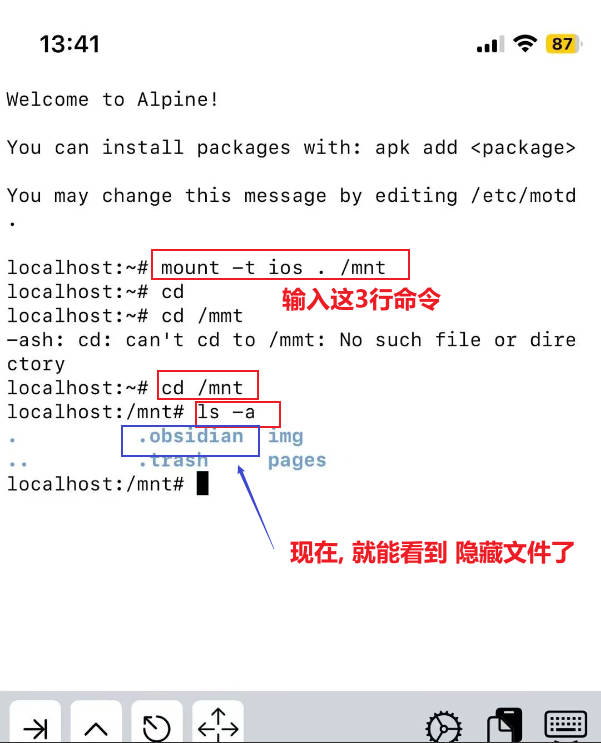 13:41
87
Welcome to Alpine!
You can install packages with: apk add <package>
You may change this message by editing /etc/motd
.
localhost:~# mount -t ios . /mnt
localhost:~# cd
输入这3行命令
localhost:~# cd /mmt
-ash: cd: can't cd to /mmt: No such file or dire
ctory
localhost:~# cd /mnt
localhost:/mnt# ls -a
. .obsidian img
.. .trash pages
localhost:/mnt#
现在, 就能看到 隐藏文件了